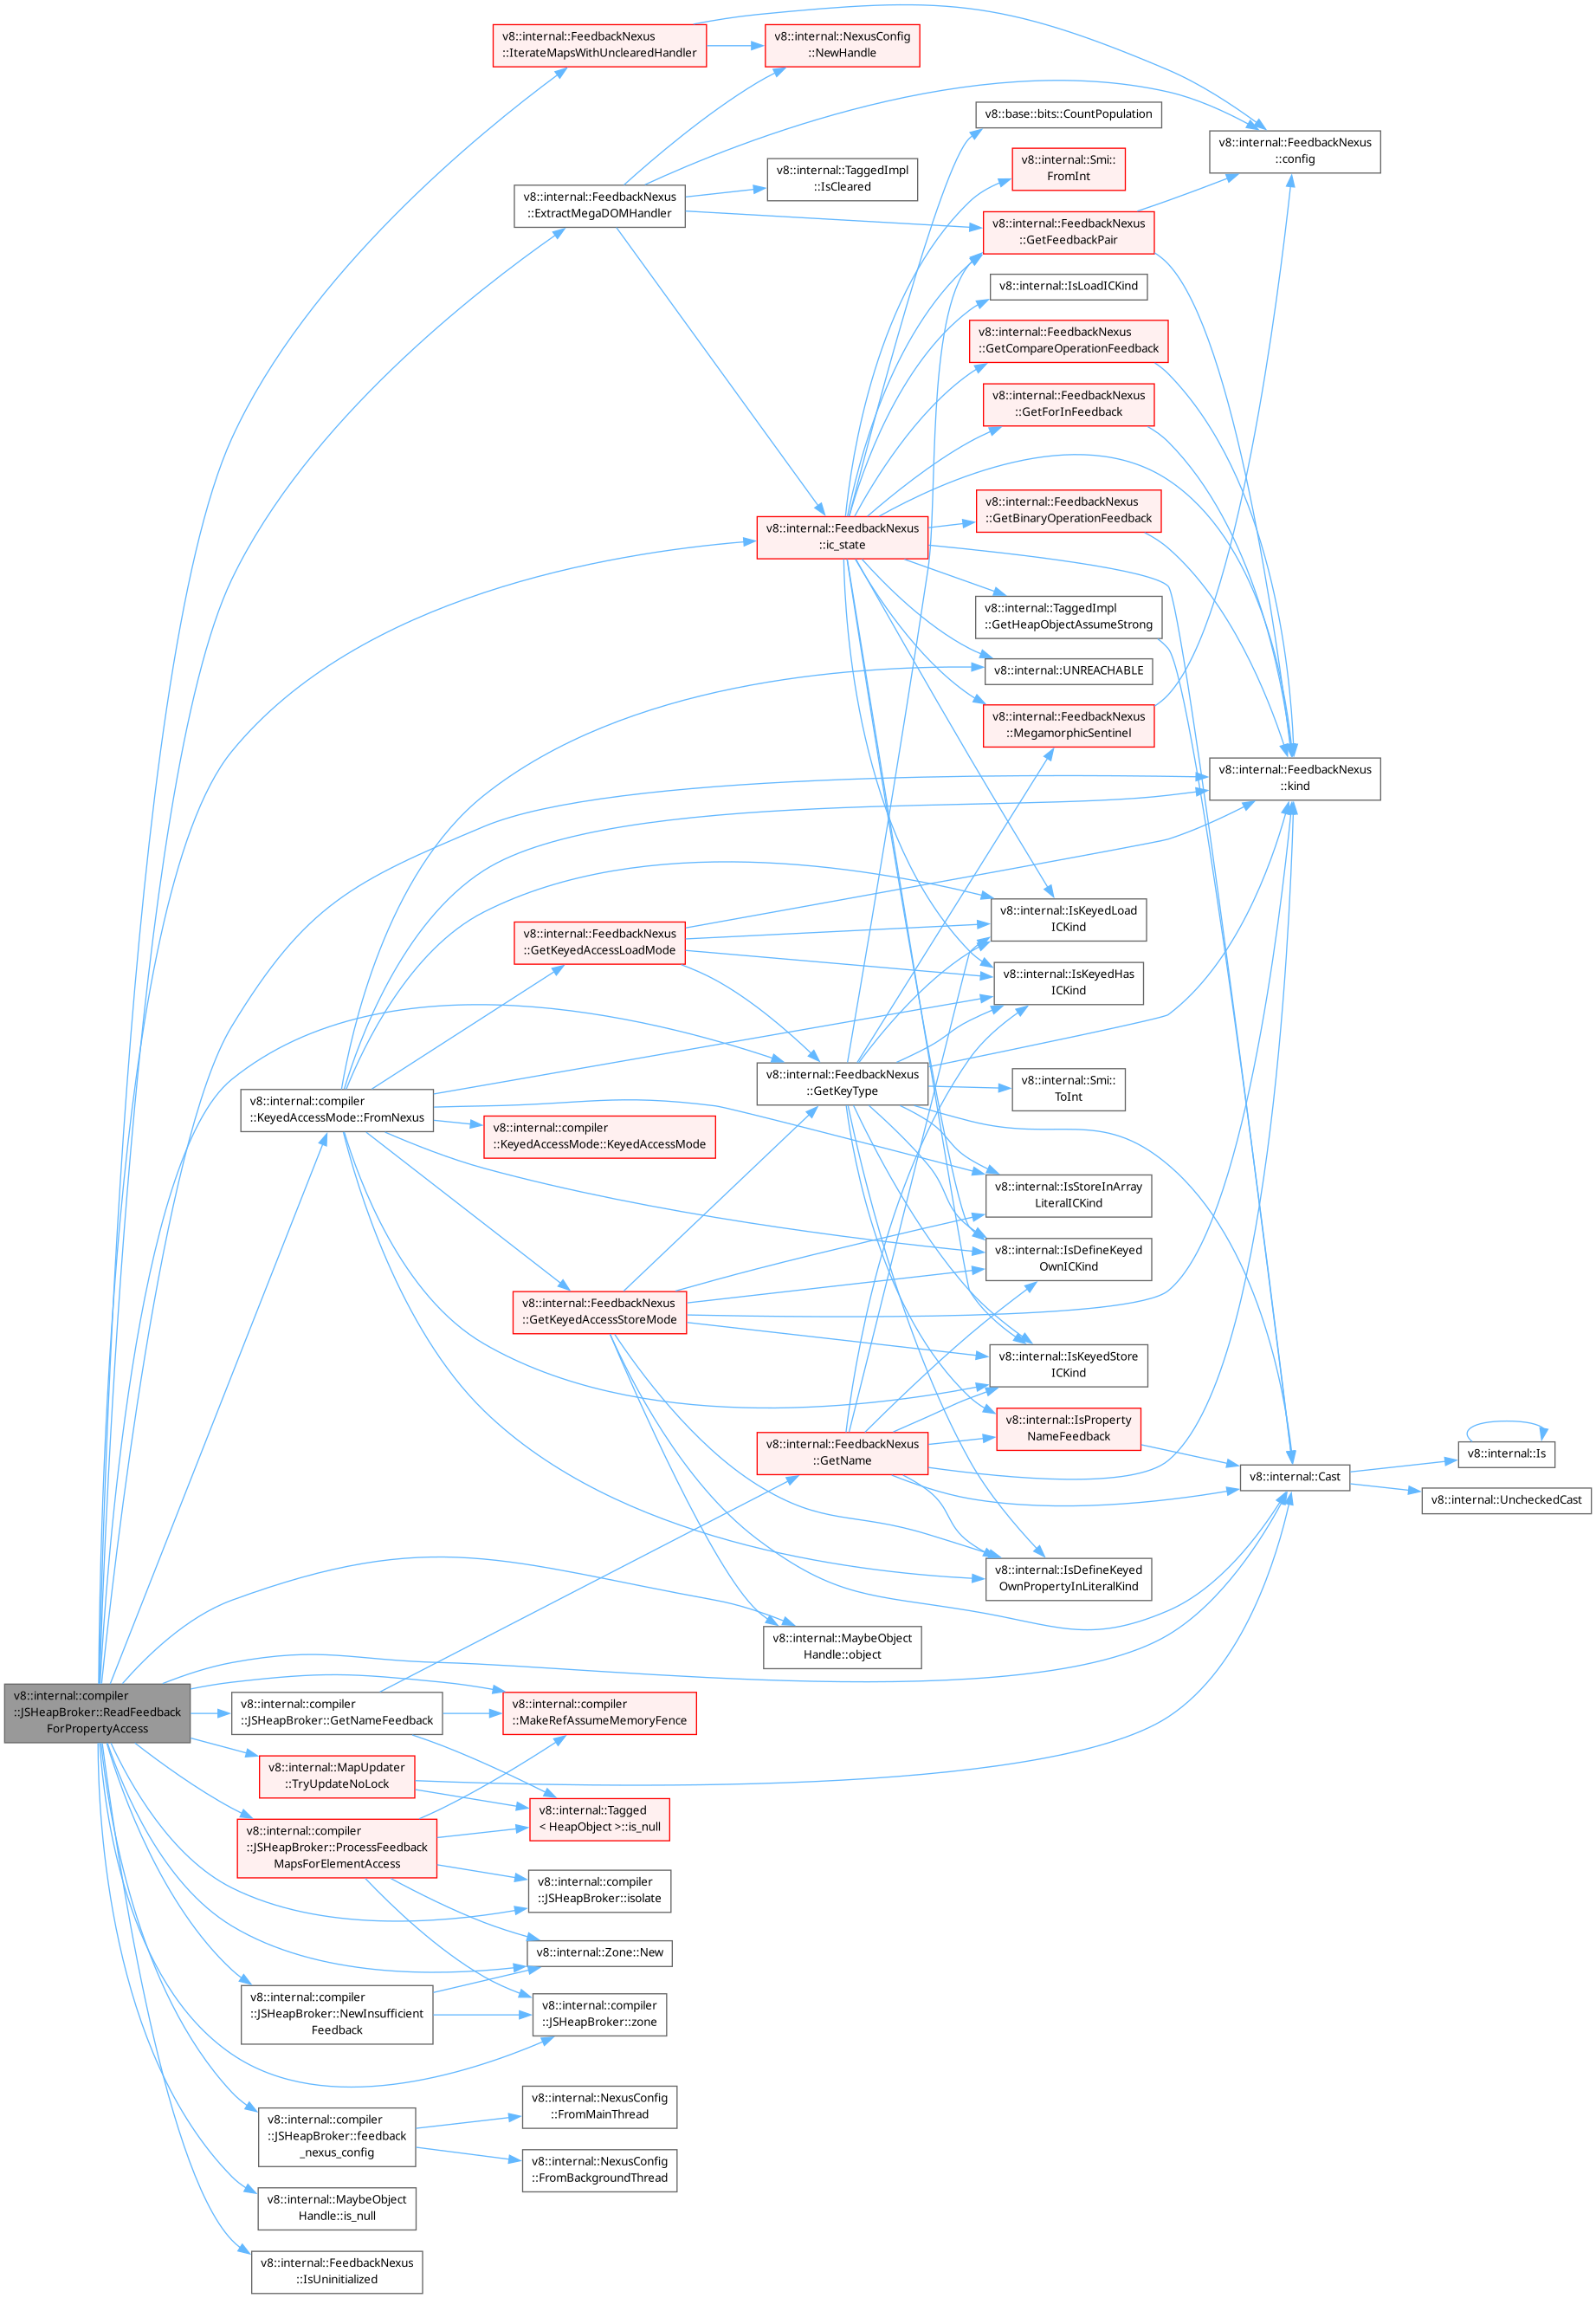 v8::internal::FeedbackNexus
::IterateMapsWithUnclearedHandler
v8::internal::NexusConfig
::NewHandle
v8::base::bits::CountPopulation
v8::internal::FeedbackNexus
::config
v8::internal::Smi::
FromInt
v8::internal::TaggedImpl
::IsCleared
v8::internal::FeedbackNexus
::ExtractMegaDOMHandler
v8::internal::FeedbackNexus
::GetFeedbackPair
v8::internal::IsLoadICKind
v8::internal::FeedbackNexus
::GetCompareOperationFeedback
v8::internal::FeedbackNexus
::GetForInFeedback
v8::internal::FeedbackNexus
::GetBinaryOperationFeedback
v8::internal::FeedbackNexus
::ic_state
v8::internal::TaggedImpl
::GetHeapObjectAssumeStrong
v8::internal::UNREACHABLE
v8::internal::FeedbackNexus
::MegamorphicSentinel
v8::internal::FeedbackNexus
::kind
v8::internal::IsKeyedLoad
ICKind
v8::internal::FeedbackNexus
::GetKeyedAccessLoadMode
v8::internal::IsKeyedHas
ICKind
v8::internal::FeedbackNexus
::GetKeyType
v8::internal::Smi::
ToInt
v8::internal::compiler
::KeyedAccessMode::FromNexus
v8::internal::compiler
::KeyedAccessMode::KeyedAccessMode
v8::internal::IsStoreInArray
LiteralICKind
v8::internal::IsDefineKeyed
OwnICKind
v8::internal::FeedbackNexus
::GetKeyedAccessStoreMode
v8::internal::IsKeyedStore
ICKind
v8::internal::IsProperty
NameFeedback
v8::internal::FeedbackNexus
::GetName
v8::internal::Is
v8::internal::Cast
v8::internal::UncheckedCast
v8::internal::IsDefineKeyed
OwnPropertyInLiteralKind
v8::internal::MaybeObject
Handle::object
v8::internal::compiler
::JSHeapBroker::ReadFeedback
ForPropertyAccess
v8::internal::compiler
::JSHeapBroker::GetNameFeedback
v8::internal::compiler
::MakeRefAssumeMemoryFence
v8::internal::MapUpdater
::TryUpdateNoLock
v8::internal::Tagged
< HeapObject >::is_null
v8::internal::compiler
::JSHeapBroker::ProcessFeedback
MapsForElementAccess
v8::internal::compiler
::JSHeapBroker::isolate
v8::internal::Zone::New
v8::internal::compiler
::JSHeapBroker::NewInsufficient
Feedback
v8::internal::compiler
::JSHeapBroker::zone
v8::internal::NexusConfig
::FromMainThread
v8::internal::compiler
::JSHeapBroker::feedback
_nexus_config
v8::internal::NexusConfig
::FromBackgroundThread
v8::internal::MaybeObject
Handle::is_null
v8::internal::FeedbackNexus
::IsUninitialized